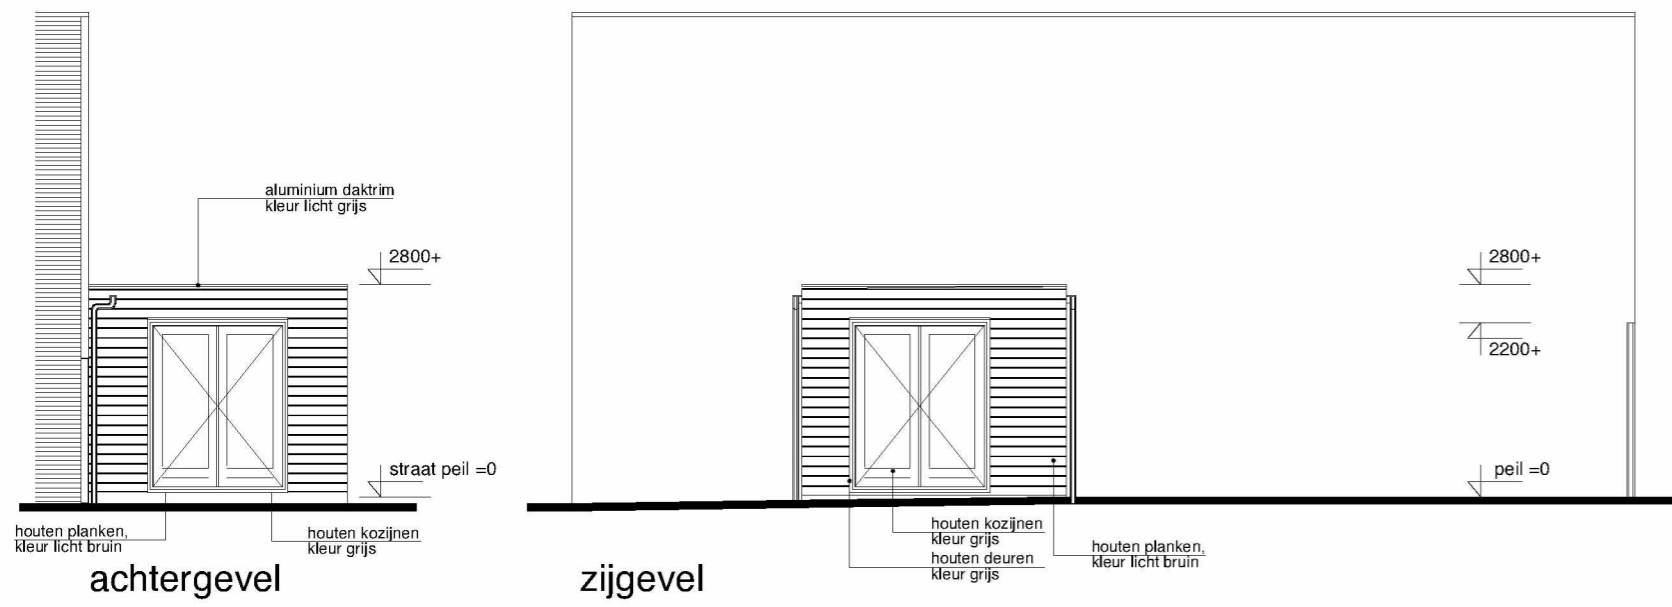 aluminium daktrim
kleur licht grijs
2800+
straat peil =0
houten planken,
kleur licht bruin
houten kozijnen
kleur grijs
achtergevel
2800+
2200+
peil =0
houten kozijnen
kleur grijs
houten deuren
kleur grijs
houten planken,
kleur licht bruin
zijgevel